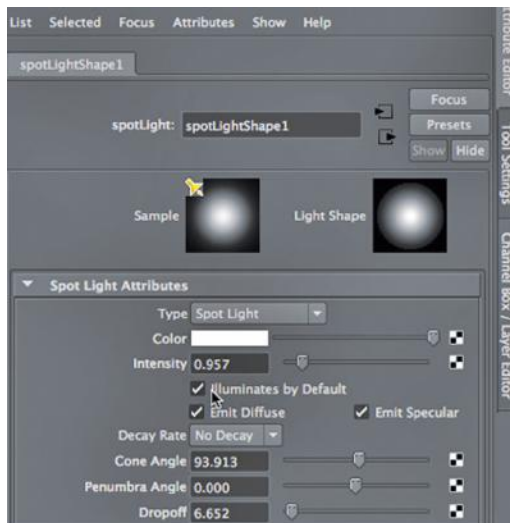 List Selected Focus Attributes Show Help
spotLightShape1
Focus
spotLight: spotLightShape1
Presets
Show Hide
Sample
Light Shape
Spot Light Attributes
Type Spot Light
Color
Intensity 0.957
Illuminates by Default
Emit Diffuse Emit Specular
Decay Rate No Decay
Cone Angle 93.913
Penumbra Angle 0.000
Dropoff 6.652
Tool Settings
Channel Box / Layer Editor